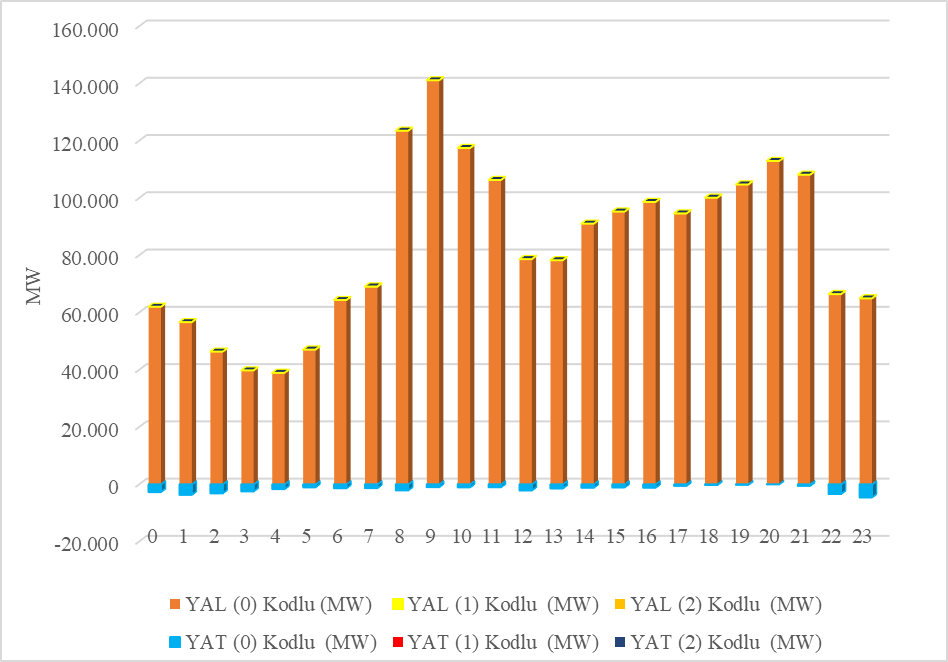 160.000
140.000
120.000
100.000
80.000
60.000
40.000
20.000
0
-20.000
MW
0 1 2 3 4 5 6 7 8 9 10 11 12 13 14 15 16 17 18 19 20 21 22 23
YAL (0) Kodlu (MW) YAL (1) Kodlu (MW) YAL (2) Kodlu (MW)
YAT (0) Kodlu (MW) YAT (1) Kodlu (MW) YAT (2) Kodlu (MW)